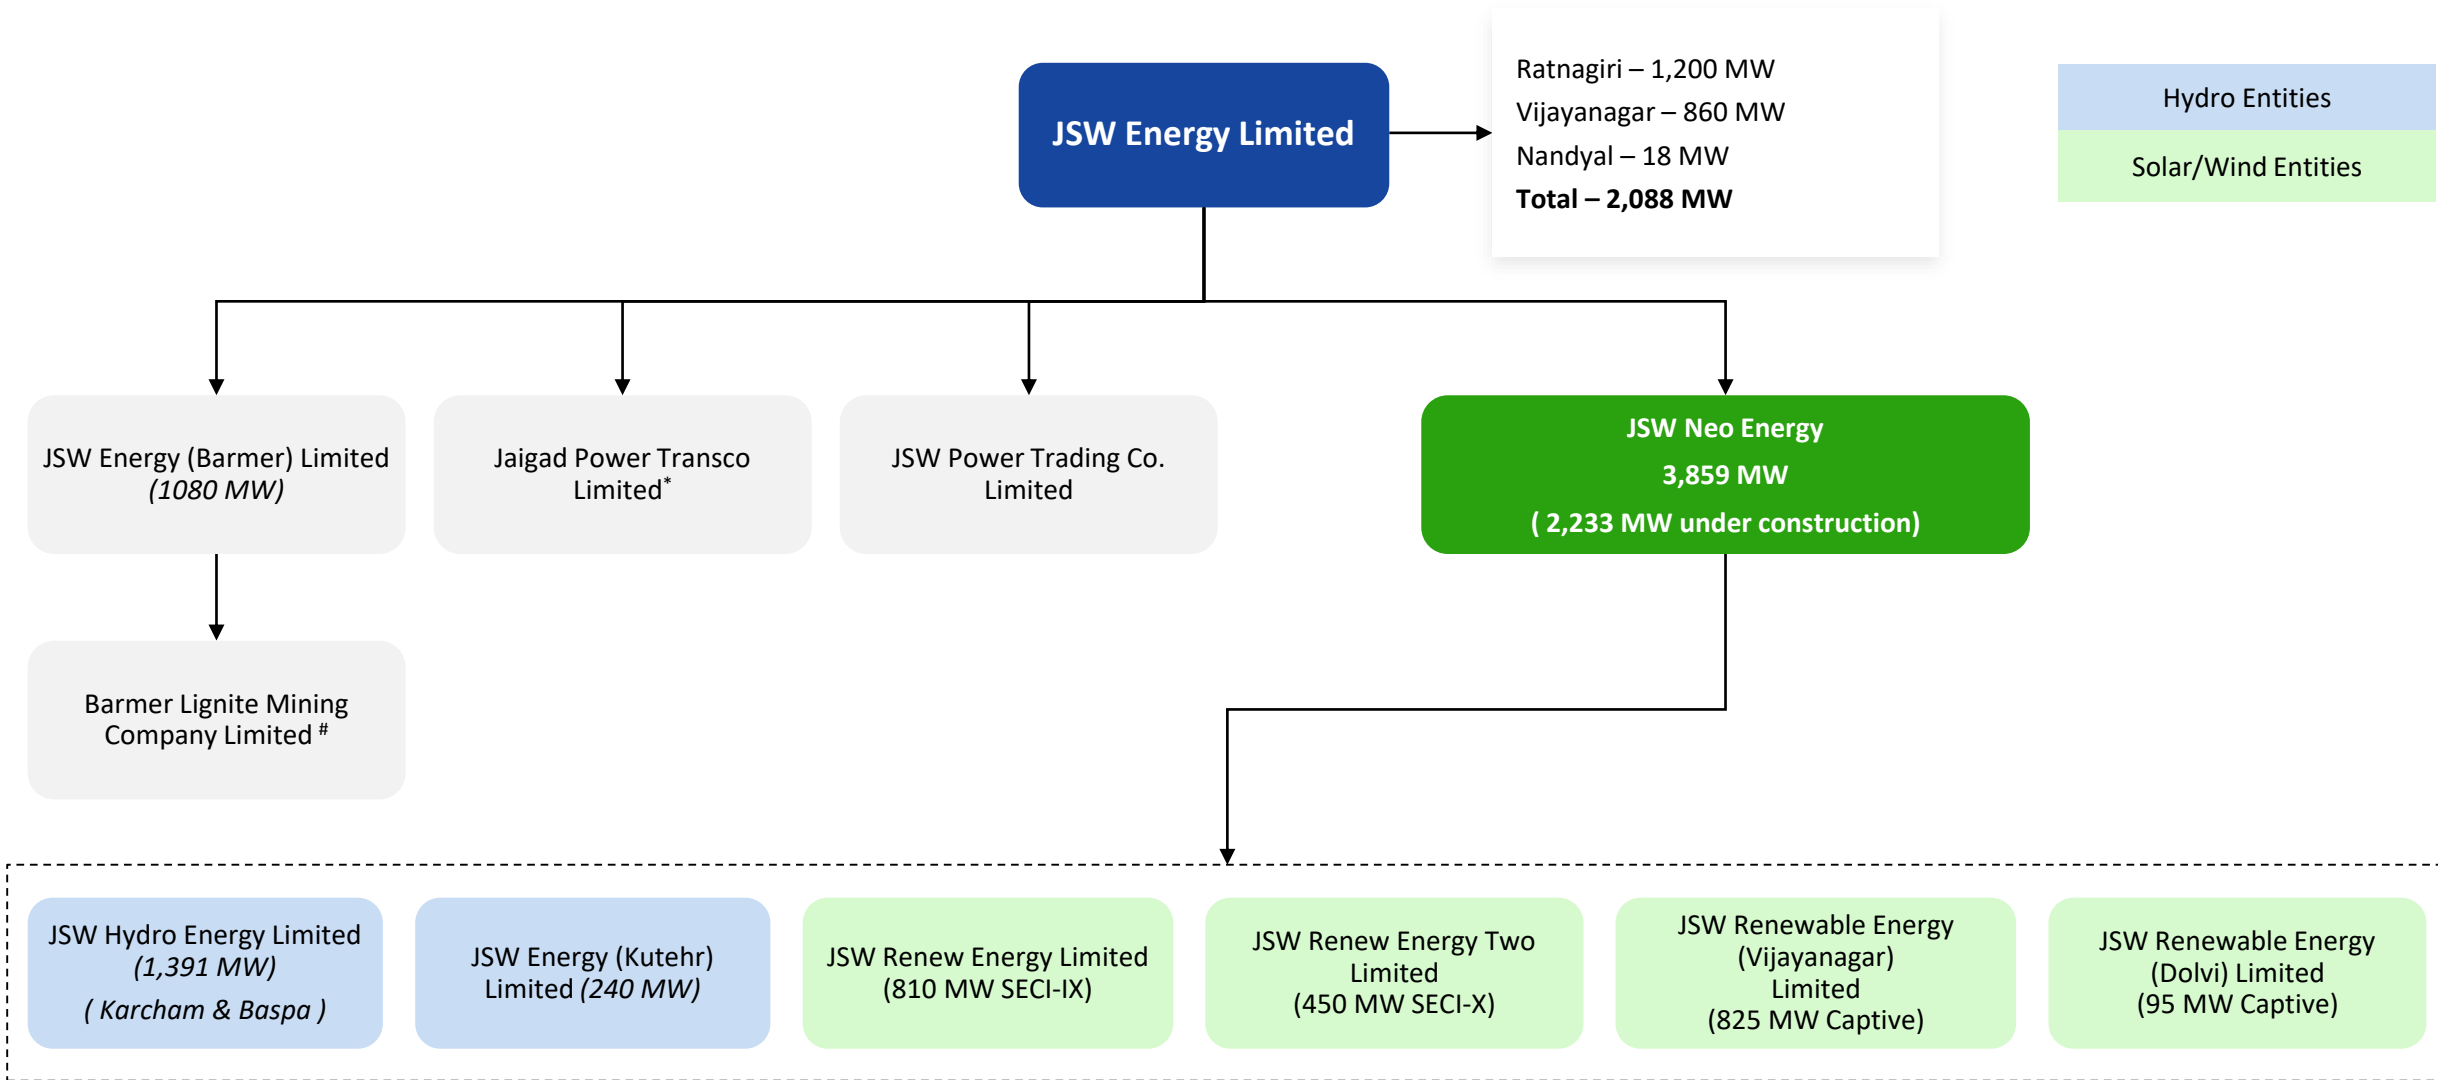 JSW Energy Limited
Ratnagiri – 1,200 MW
Vijayanagar – 860 MW
Nandyal – 18 MW
Total – 2,088 MW
Hydro Entities
Solar/Wind Entities
JSW Energy (Barmer) Limited
(1080 MW)
Jaigad Power Transco
Limited*
JSW Power Trading Co.
Limited
JSW Neo Energy
3,859 MW
( 2,233 MW under construction)
Barmer Lignite Mining
Company Limited #
JSW Hydro Energy Limited
(1,391 MW)
( Karcham & Baspa )
JSW Energy (Kutehr)
Limited (240 MW)
JSW Renew Energy Limited
(810 MW SECI-IX)
JSW Renew Energy Two
Limited
(450 MW SECI-X)
JSW Renewable Energy
(Vijayanagar)
Limited
(825 MW Captive)
JSW Renewable Energy
(Dolvi) Limited
(95 MW Captive)